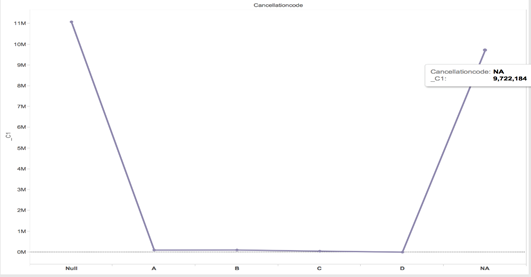 Cancellationcode
11M
10M
9M
8M
7M
6M
5M
4M
3M
2M
1M
0M
_C1
Cancellationcode: NA
_C1: 9,722,184
Null A B C D NA